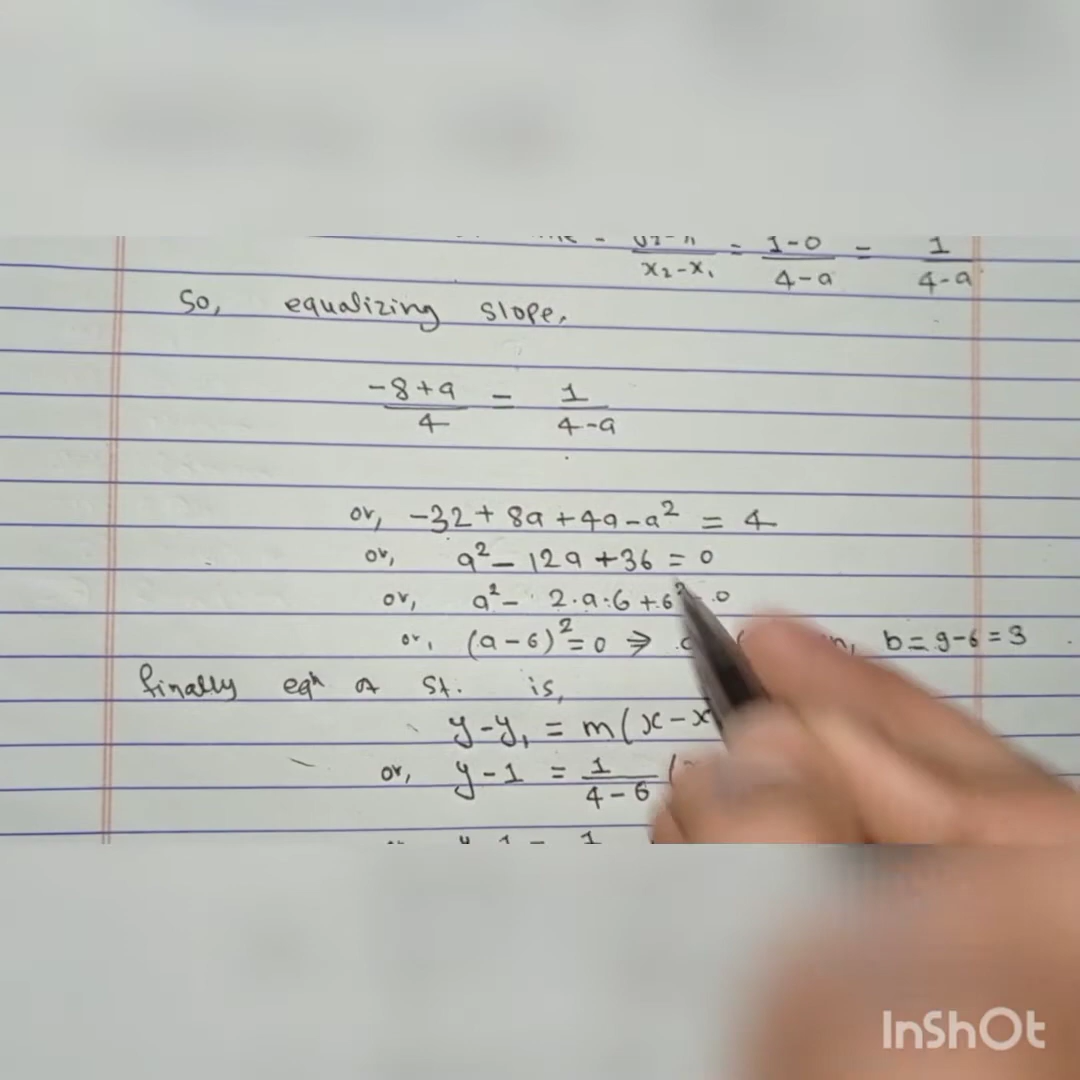 x₂-x₁ = 1-0 / 4-a = 1 / 4-a
So, equalizing slope,
-8+a / 4 = 1 / 4-a
or, -32+8a+4a-a² = 4
or, a²-12a+36=0
or, a²-2.a.6+6² 0
or, (a-6)²=0 ⇒ b=9-6=3
finally eqⁿ of St. is,
y-y₁ = m(x-x
or, y-1 = 1 / 4-6 (
InShOt